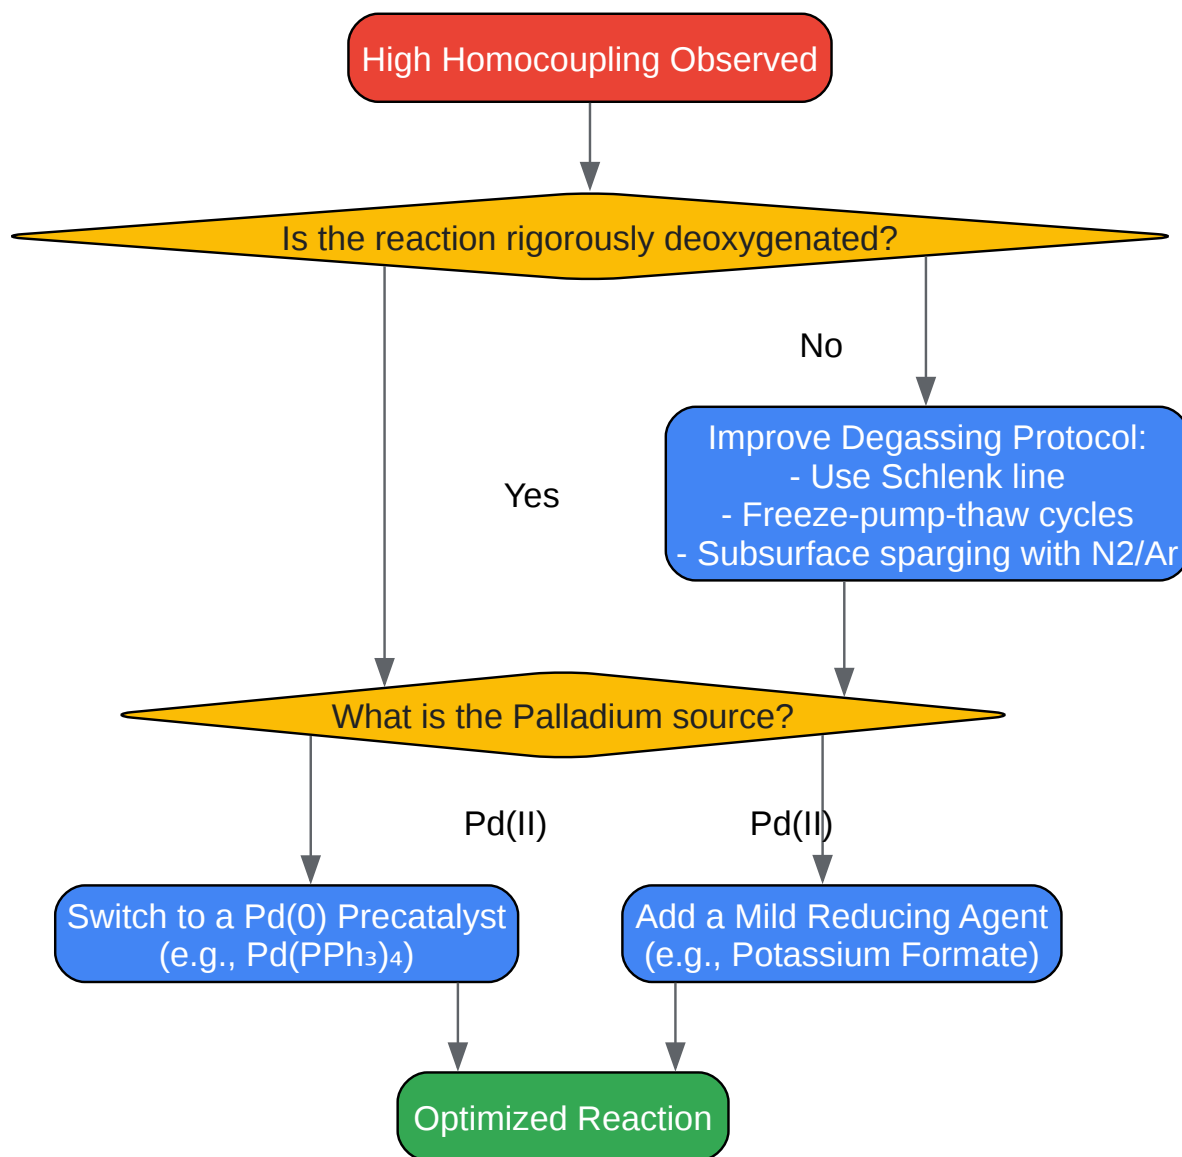 High Homocoupling Observed
Is the reaction rigorously deoxygenated?
No
Improve Degassing Protocol:
- Use Schlenk line
- Freeze-pump-thaw cycles
- Subsurface sparging with N2/Ar
Yes
What is the Palladium source?
Pd(II)
Pd(II)
Switch to a Pd(0) Precatalyst
(e.g., Pd(PPh₃)₄)
Add a Mild Reducing Agent
(e.g., Potassium Formate)
Optimized Reaction